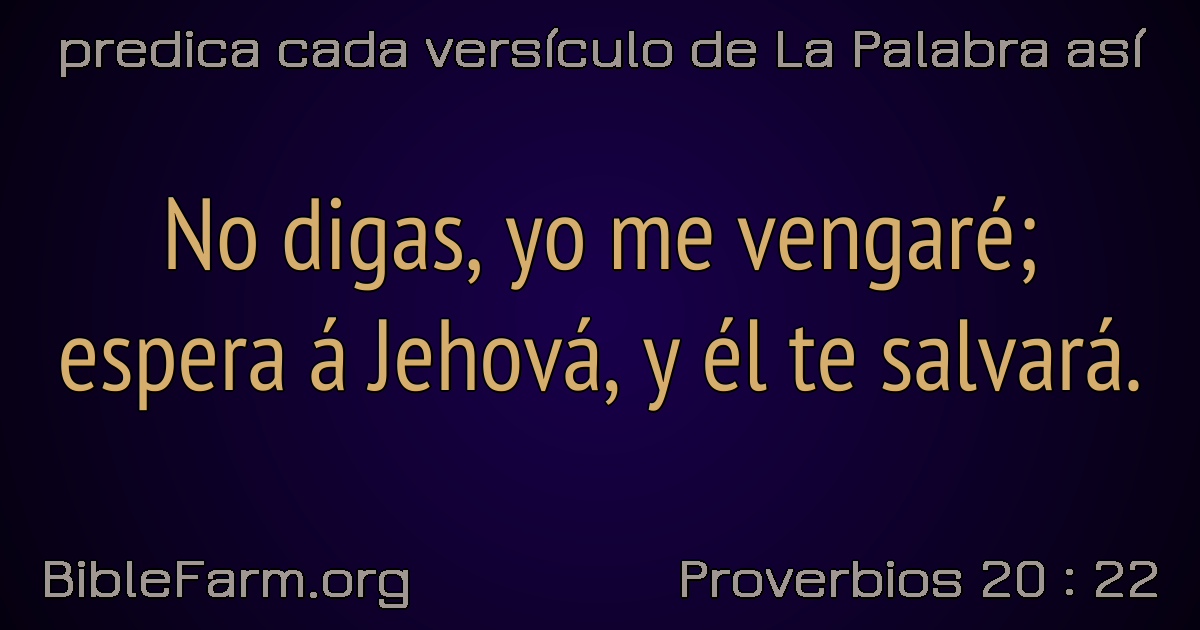 predica cada versículo de La Palabra así
No digas, yo me vengaré;
espera á Jehová, y él te salvará.
BibleFarm.org
Proverbios 20 : 22